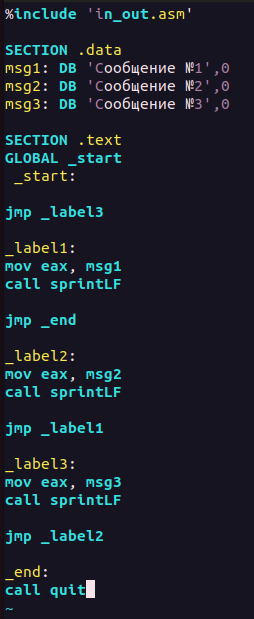 %include 'in_out.asm'
SECTION .data
msg1: DB 'Сообщение №1',0
msg2: DB 'Сообщение №2',0
msg3: DB 'Сообщение №3',0
SECTION .text
GLOBAL _start
_start:
jmp _label3
_label1:
mov eax, msg1
call sprintLF
jmp _end
_label2:
mov eax, msg2
call sprintLF
jmp _label1
_label3:
mov eax, msg3
call sprintLF
jmp _label2
_end:
call quit
~